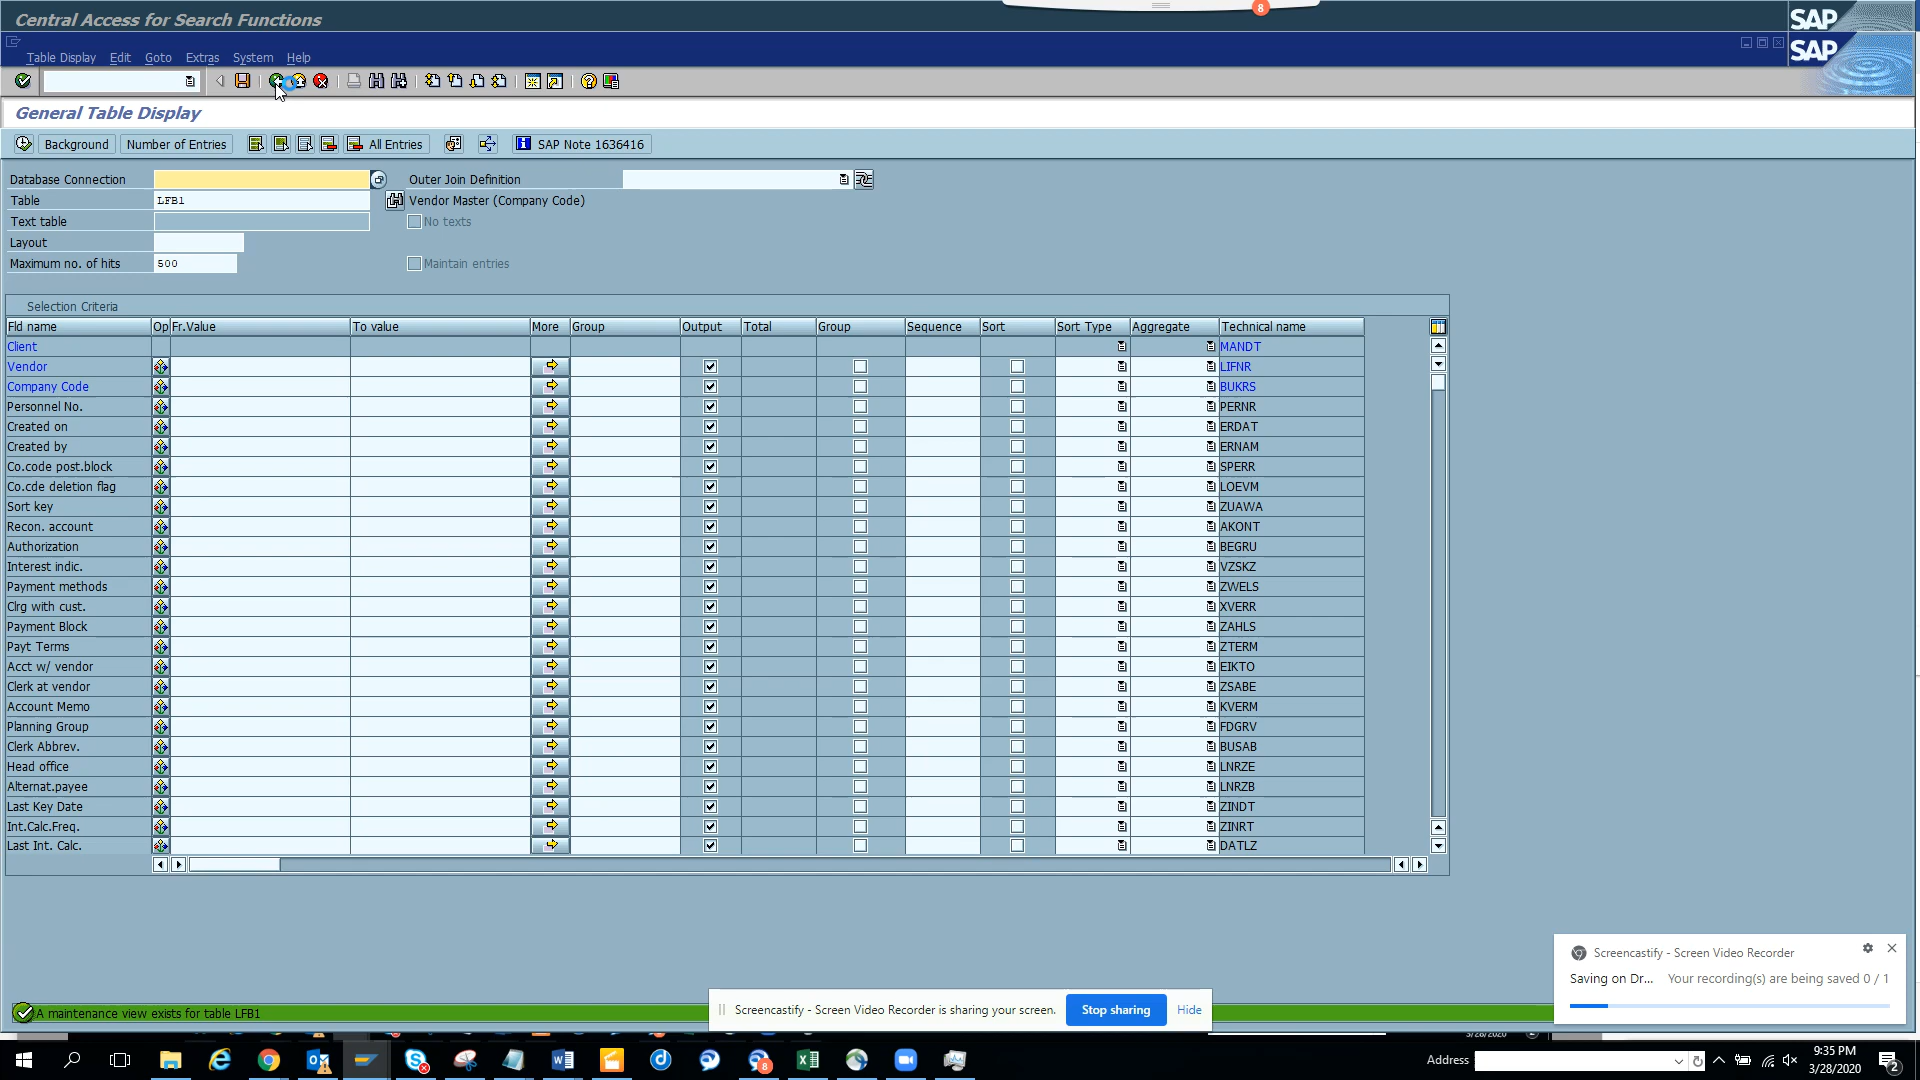 Central Access for Search Functions
SAP
Table Display Edit Goto Extras System Help
SAP
General Table Display
Background Number of Entries All Entries SAP Note 1636416
Database Connection Outer Join Definition
Table LFB1 Vendor Master (Company Code)
Text table No texts
Layout
Maximum no. of hits 500 Maintain entries
Selection Criteria
Fld name Op Fr.Value To value More Group Output Total Group Sequence Sort Sort Type Aggregate Technical name
Client MANDT
Vendor LIFNR
Company Code BUKRS
Personnel No. PERNR
Created on ERDAT
Created by ERNAM
Co.code post.block SPERR
Co.cde deletion flag LOEVM
Sort key ZUAWA
Recon. account AKONT
Authorization BEGRU
Interest indic. VZSKZ
Payment methods ZWELS
Clrg with cust. XVERR
Payment Block ZAHLS
Payt Terms ZTERM
Acct w/ vendor EIKTO
Clerk at vendor ZSABE
Account Memo KVERM
Planning Group FDGRV
Clerk Abbrev. BUSAB
Head office LNRZE
Alternat.payee LNRZB
Last Key Date ZINDT
Int.Calc.Freq. ZINRT
Last Int. Calc. DATLZ
Screencastify - Screen Video Recorder
Saving on Dr... Your recording(s) are being saved 0 / 1
A maintenance view exists for table LFB1
Screencastify - Screen Video Recorder is sharing your screen. Stop sharing Hide
3/28/2020
Address
9:35 PM
3/28/2020
8
8
2